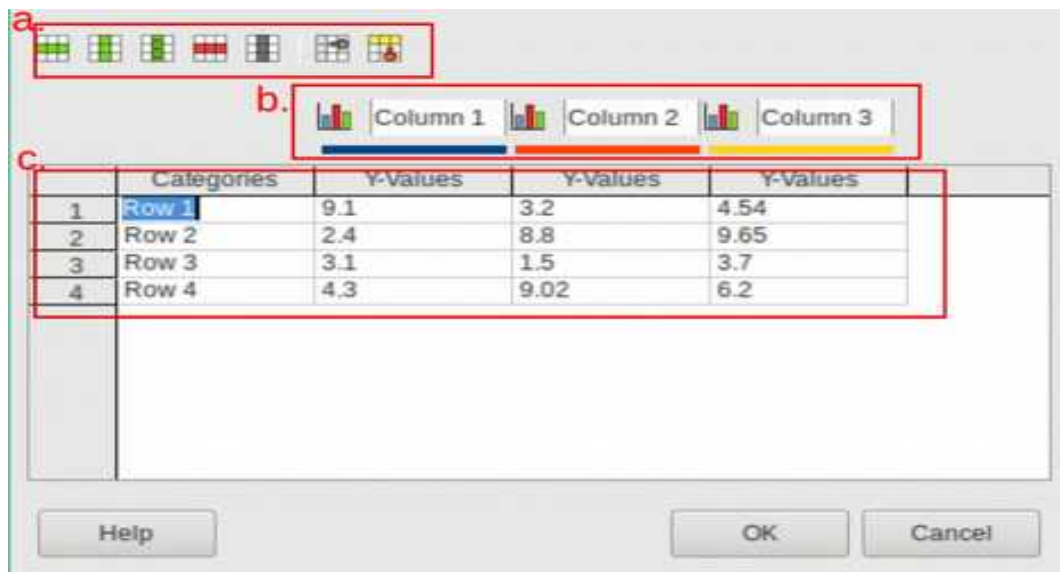 a.
b.
Column 1 Column 2 Column 3
c.
Categories Y-Values Y-Values Y-Values
1 Row 1 9.1 3.2 4.54
2 Row 2 2.4 8.8 9.65
3 Row 3 3.1 1.5 3.7
4 Row 4 4.3 9.02 6.2
Help OK Cancel